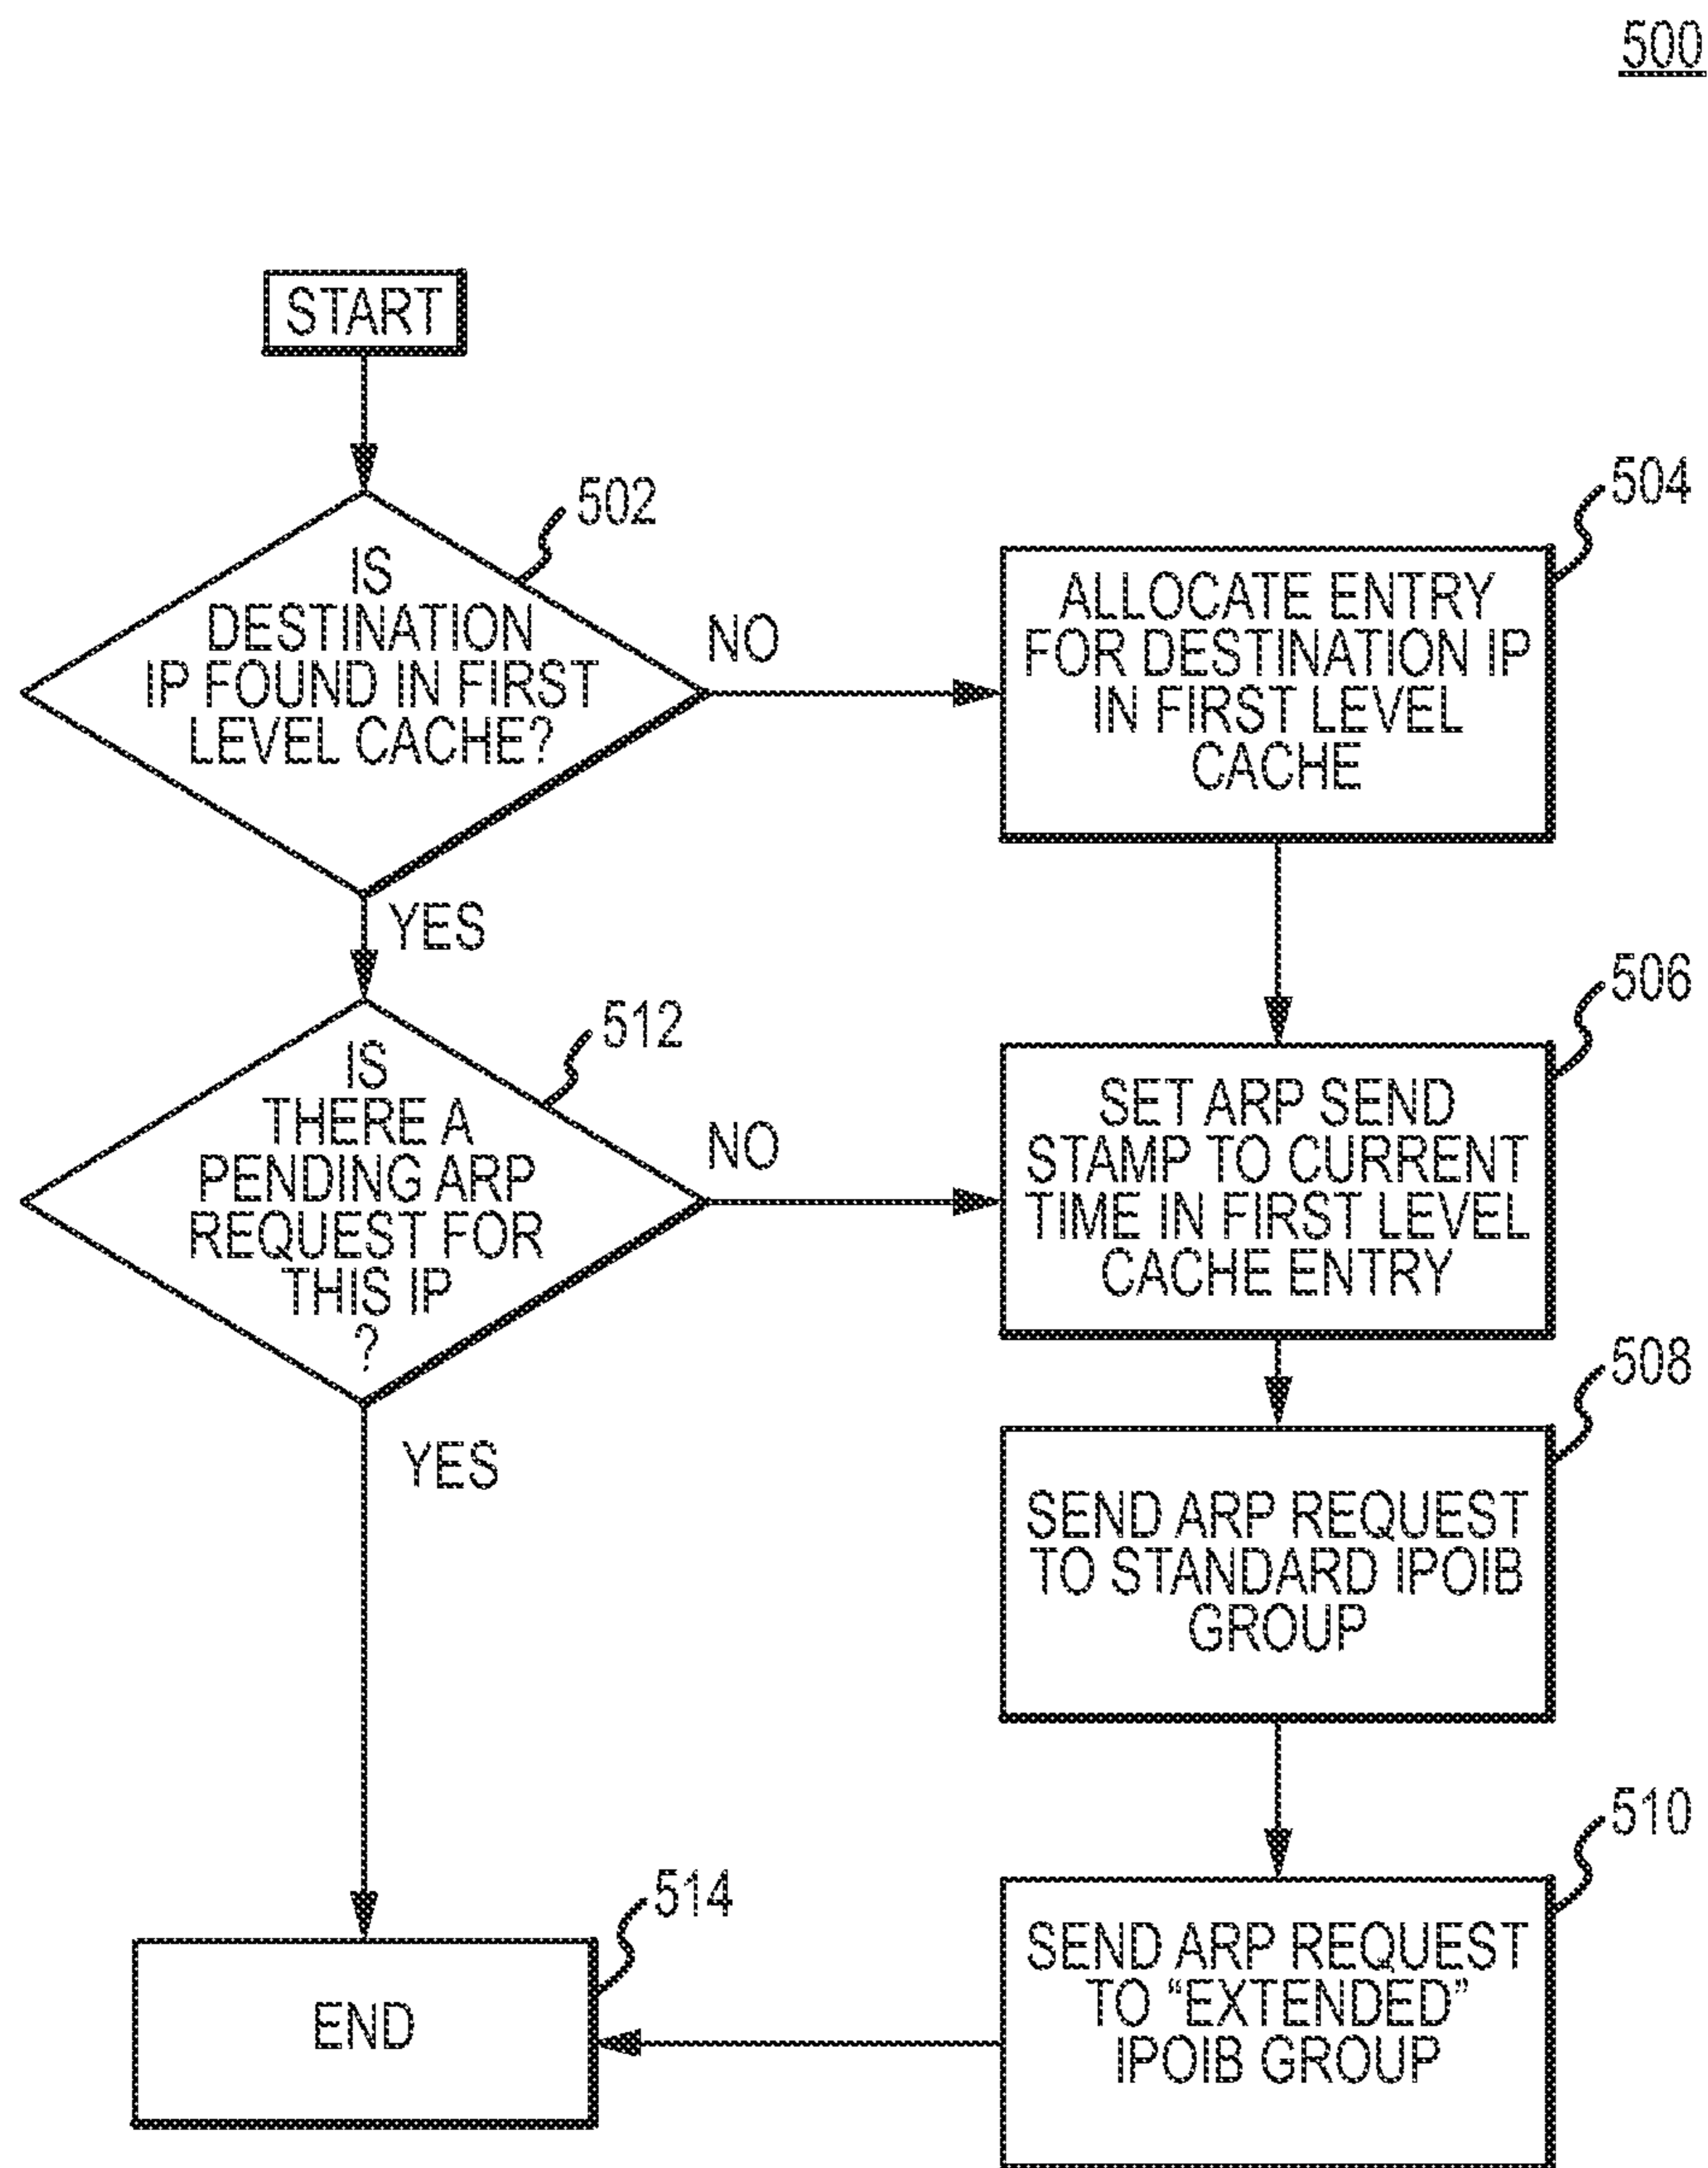 500
START
502
IS
DESTINATION
IP FOUND IN FIRST
LEVEL CACHE?
NO
504
ALLOCATE ENTRY
FOR DESTINATION IP
IN FIRST LEVEL
CACHE
YES
512
IS
THERE A
PENDING ARP
REQUEST FOR
THIS IP
?
NO
506
SET ARP SEND
STAMP TO CURRENT
TIME IN FIRST LEVEL
CACHE ENTRY
YES
508
SEND ARP REQUEST
TO STANDARD IPOIB
GROUP
510
SEND ARP REQUEST
TO “EXTENDED”
IPOIB GROUP
514
END